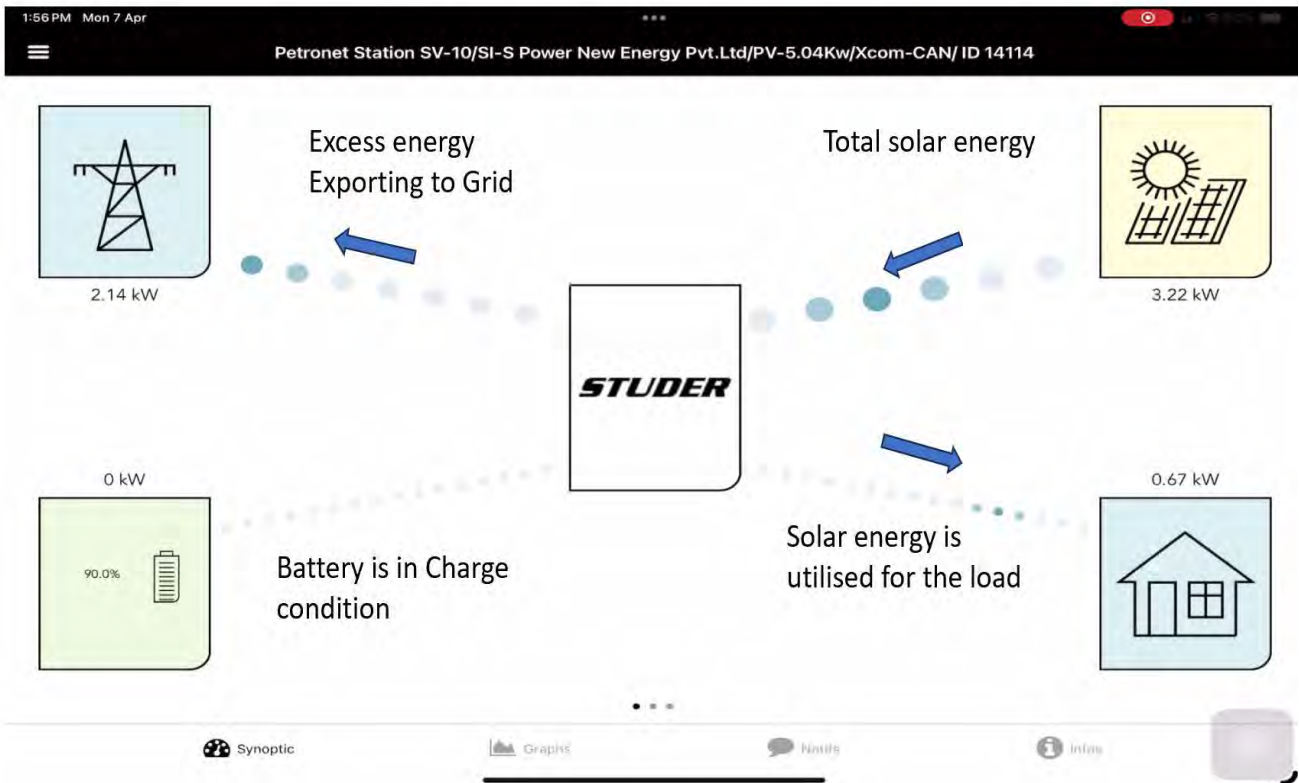 1:56 PM Mon 7 Apr
Petronet Station SV-10/SI-S Power New Energy Pvt.Ltd/PV-5.04Kw/Xcom-CAN/ ID 14114
Excess energy
Exporting to Grid
Total solar energy
2.14 kW
3.22 kW
STUDER
0 kW
0.67 kW
90.0%
Battery is in Charge
condition
Solar energy is
utilised for the load
Synoptic
Graphs
Notifs
Infos